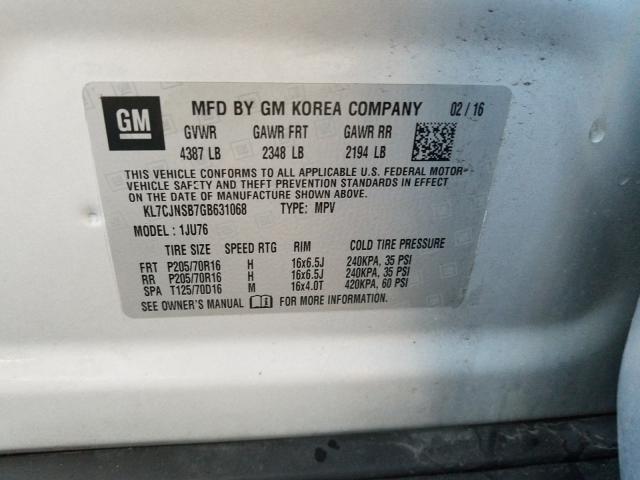 GM MFD BY GM KOREA COMPANY 02 / 16
GVWR GAWR FRT GAWR RR
4387 LB 2348 LB 2194 LB
THIS VEHICLE CONFORMS TO ALL APPLICABLE U.S. FEDERAL MOTOR
VEHICLE SAFETY AND THEFT PREVENTION STANDARDS IN EFFECT
ON THE DATE OF MANUFACTURE SHOWN ABOVE.
KL7CJNSB7GB631068 TYPE: MPV
MODEL : 1JU76
TIRE SIZE SPEED RTG RIM COLD TIRE PRESSURE
FRT P205/70R16 H 16x6.5J 240KPA, 35 PSI
RR P205/70R16 H 16x6.5J 240KPA, 35 PSI
SPA T125/70D16 M 16x4.0T 420KPA, 60 PSI
SEE OWNER'S MANUAL FOR MORE INFORMATION.